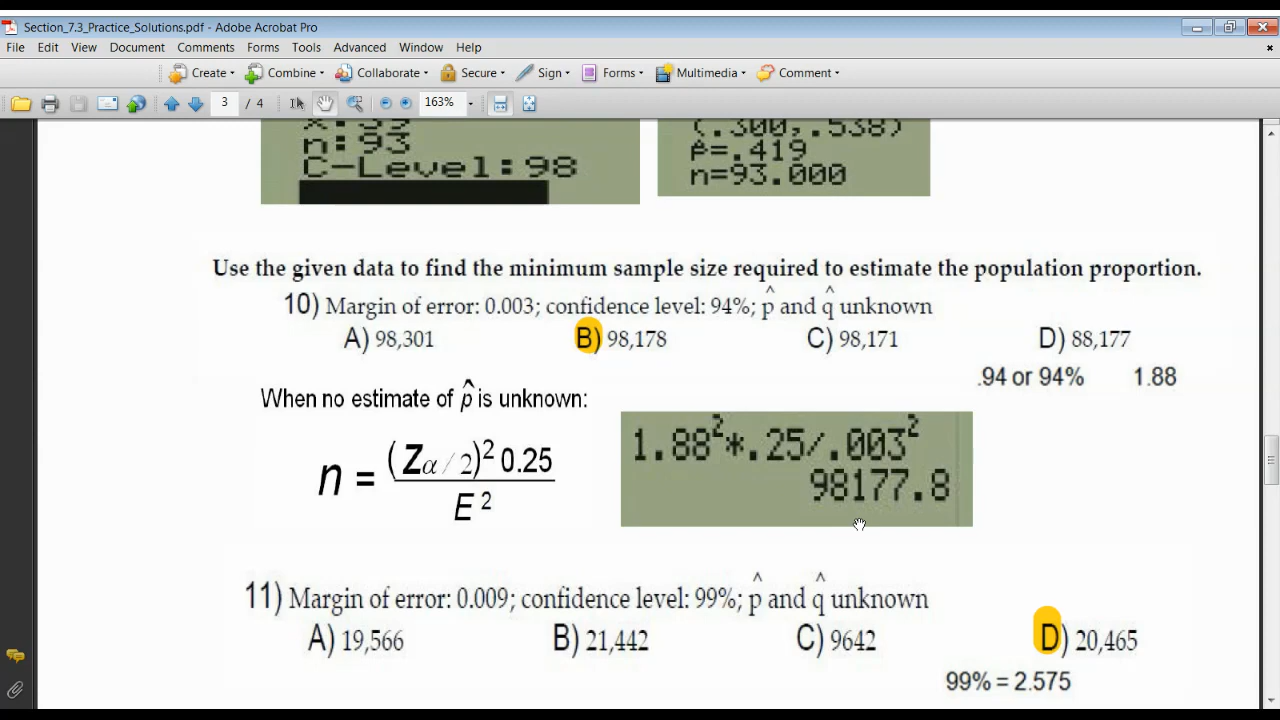 Section_7.3_Practice_Solutions.pdf - Adobe Acrobat Pro
File Edit View Document Comments Forms Tools Advanced Window Help
Create Combine Collaborate Secure Sign Forms Multimedia Comment
3 / 4 163%
n:93
C-Level:98
(.300,.538)
p̂=.419
n=93.000
Use the given data to find the minimum sample size required to estimate the population proportion.
10) Margin of error: 0.003; confidence level: 94%; p̂ and q̂ unknown
A) 98,301 B) 98,178 C) 98,171 D) 88,177
.94 or 94% 1.88
When no estimate of p̂ is unknown:
n = (Zα/2)² 0.25 / E²
1.88²*.25/.003²
98177.8
11) Margin of error: 0.009; confidence level: 99%; p̂ and q̂ unknown
A) 19,566 B) 21,442 C) 9642 D) 20,465
99% = 2.575